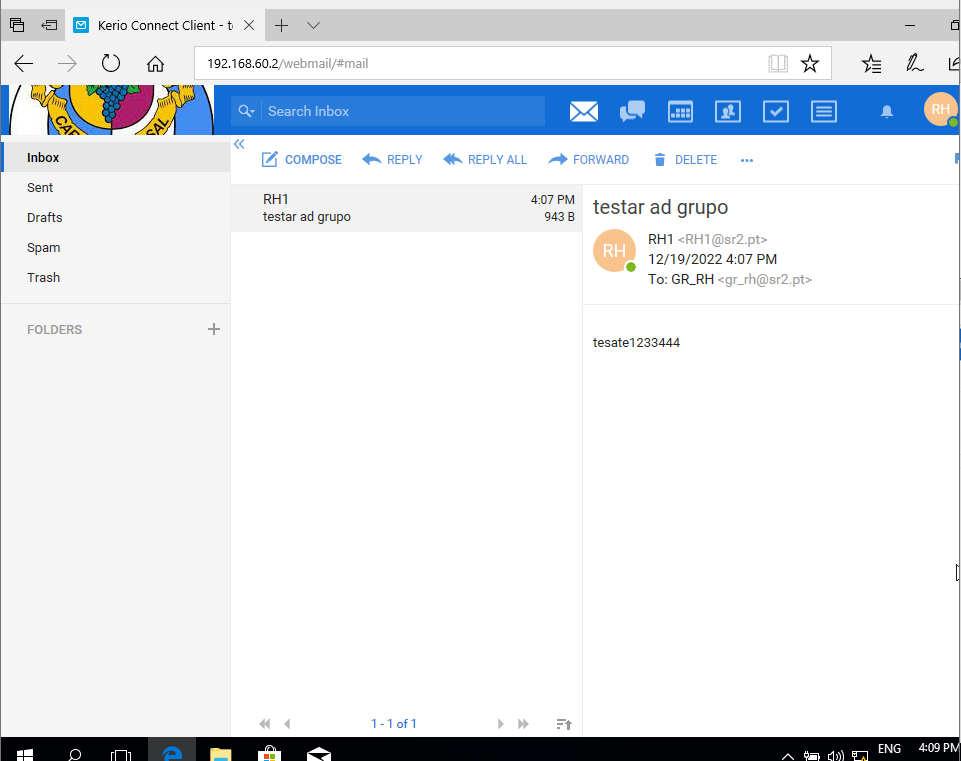 Kerio Connect Client - t
192.168.60.2/webmail/#mail
Search Inbox
RH
Inbox
Sent
Drafts
Spam
Trash
FOLDERS
COMPOSE
REPLY
REPLY ALL
FORWARD
DELETE
RH1
4:07 PM
testar ad grupo
943 B
testar ad grupo
RH
RH1 <RH1@sr2.pt>
12/19/2022 4:07 PM
To: GR_RH <gr_rh@sr2.pt>
tesate1233444
1 - 1 of 1
ENG
4:09 PM